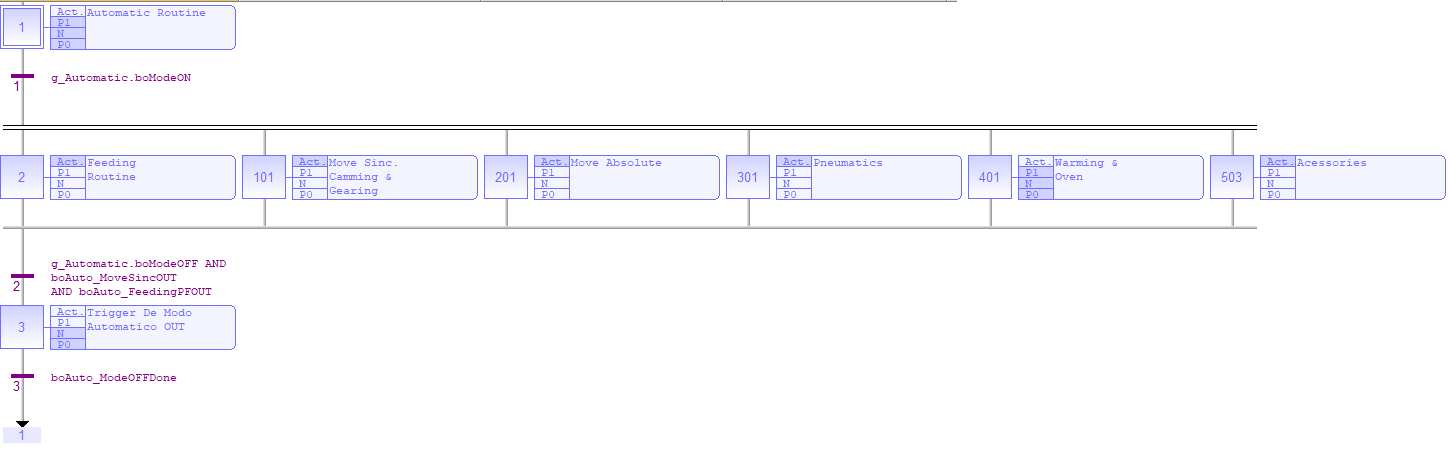 1
Act. Automatic Routine
P1
N
P0
1 g_Automatic.boModeON
2
Act. Feeding
P1 Routine
N
P0
101
Act. Move Sinc.
P1 Camming &
N Gearing
P0
201
Act. Move Absolute
P1
N
P0
301
Act. Pneumatics
P1
N
P0
401
Act. Warming &
P1 Oven
N
P0
503
Act. Acessories
P1
N
P0
g_Automatic.boModeOFF AND
boAuto_MoveSincOUT
2 AND boAuto_FeedingPFOUT
3
Act. Trigger De Modo
P1 Automatico OUT
N
P0
3 boAuto_ModeOFFDone
1